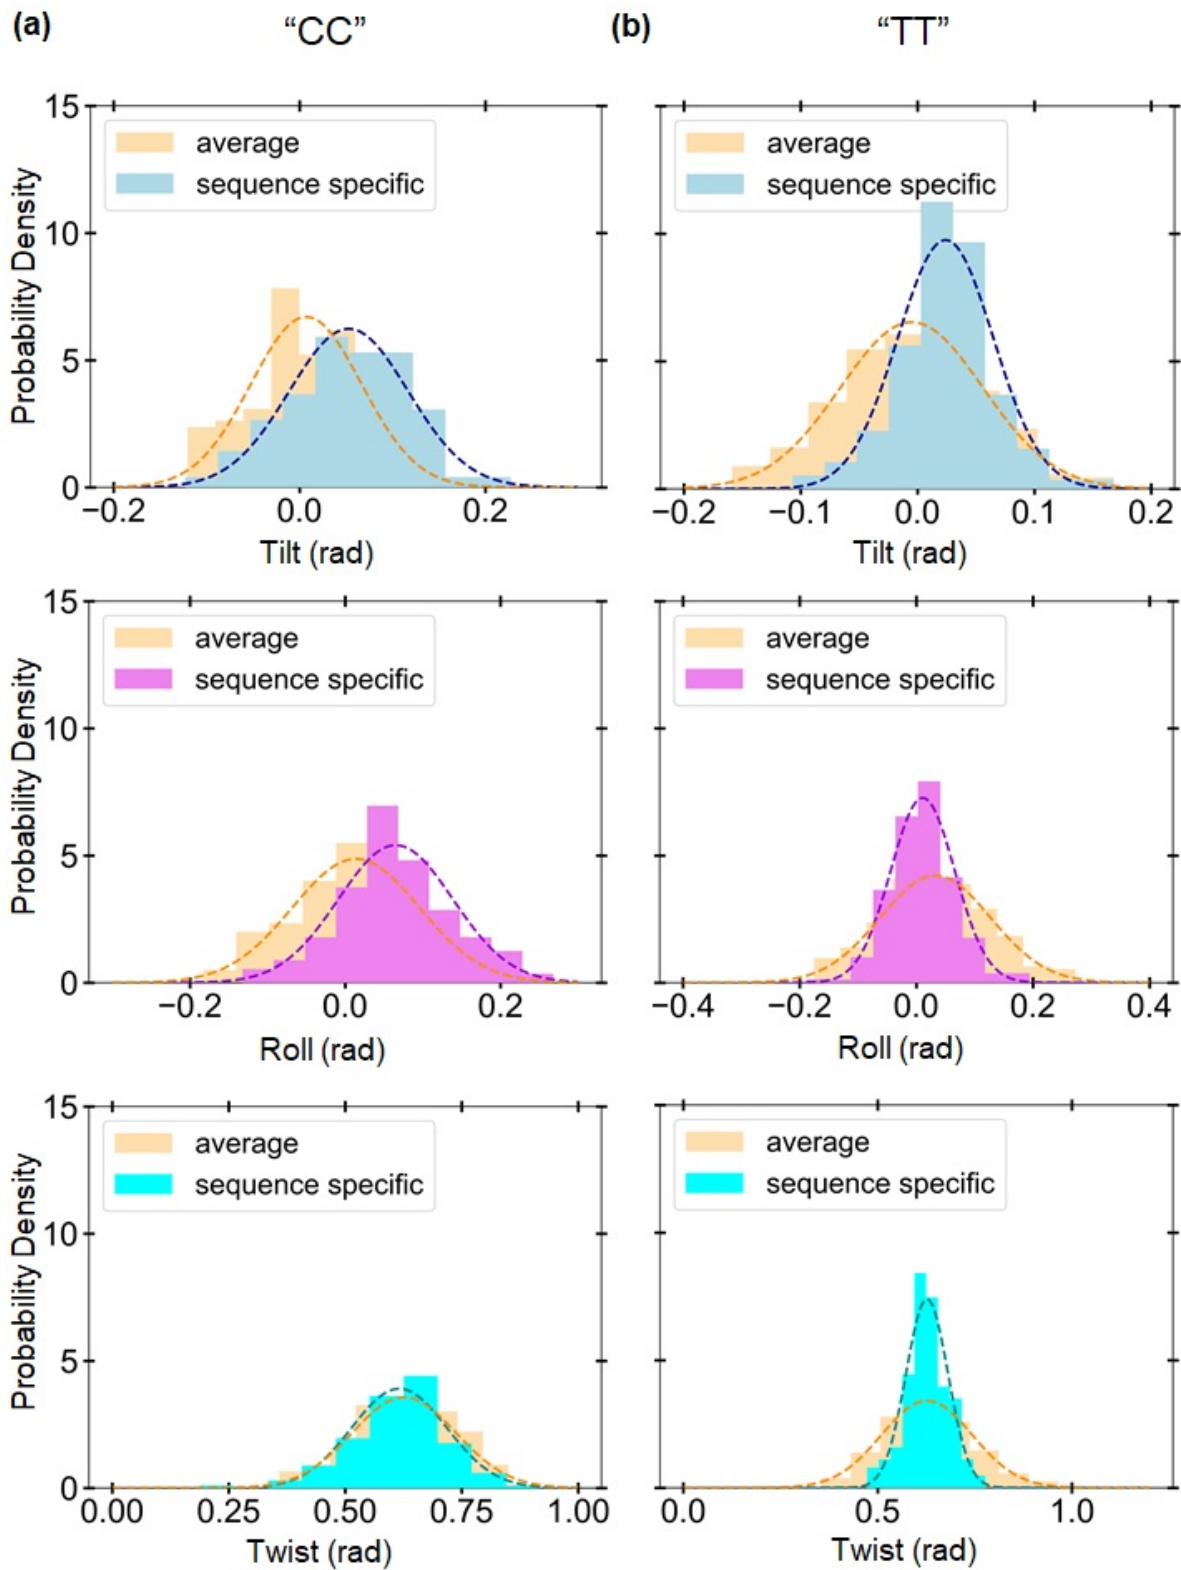 (a) “CC” (b) “TT”
15
10
5
0
Probability Density
average
sequence specific
−0.2 0.0 0.2
Tilt (rad)
average
sequence specific
−0.2 −0.1 0.0 0.1 0.2
Tilt (rad)
15
10
5
0
Probability Density
average
sequence specific
−0.2 0.0 0.2
Roll (rad)
average
sequence specific
−0.4 −0.2 0.0 0.2 0.4
Roll (rad)
15
10
5
0
Probability Density
average
sequence specific
0.00 0.25 0.50 0.75 1.00
Twist (rad)
average
sequence specific
0.0 0.5 1.0
Twist (rad)